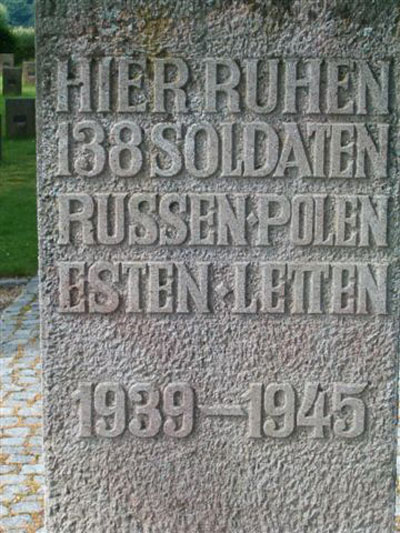 HIER RUHEN
138 SOLDATEN
RUSSEN·POLEN
ESTEN·LETTEN
1939–1945